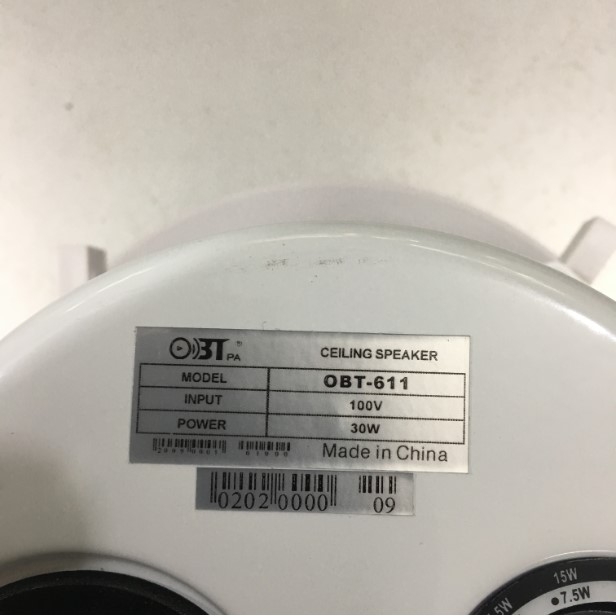 OBT PA ® CEILING SPEAKER
MODEL OBT-611
INPUT 100V
POWER 30W
Made in China
0202 0000 09
15W
5W 7.5W